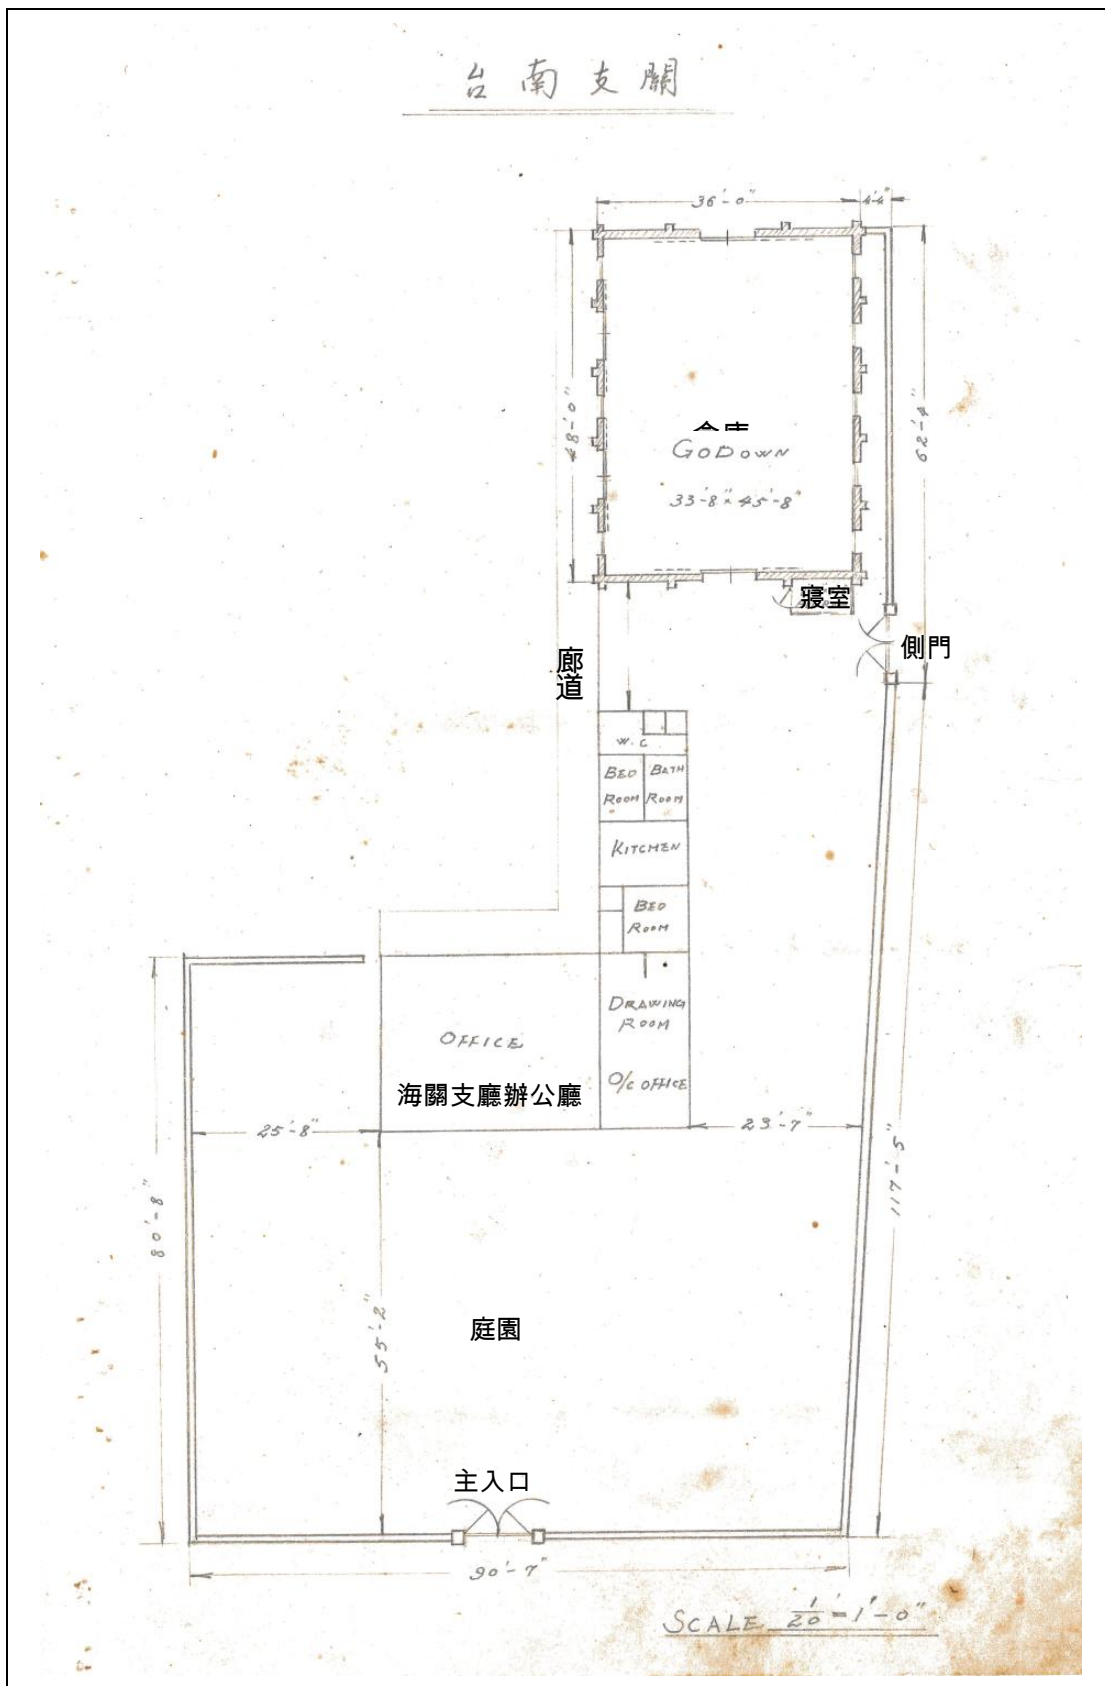 台南支關
36'-0"
4'-4"
48'-0"
62'-4"
倉庫
GODOWN
33'-8" × 45'-8"
寢室
側門
廊道
W.C
BED ROOM
BATH ROOM
KITCHEN
BED
ROOM
DRAWING
ROOM
OFFICE
O/C OFFICE
海關支廳辦公廳
25'-8"
23'-7"
80'-8"
117'-5"
55'-2"
庭園
主入口
90'-7"
SCALE 1/20" = 1'-0"